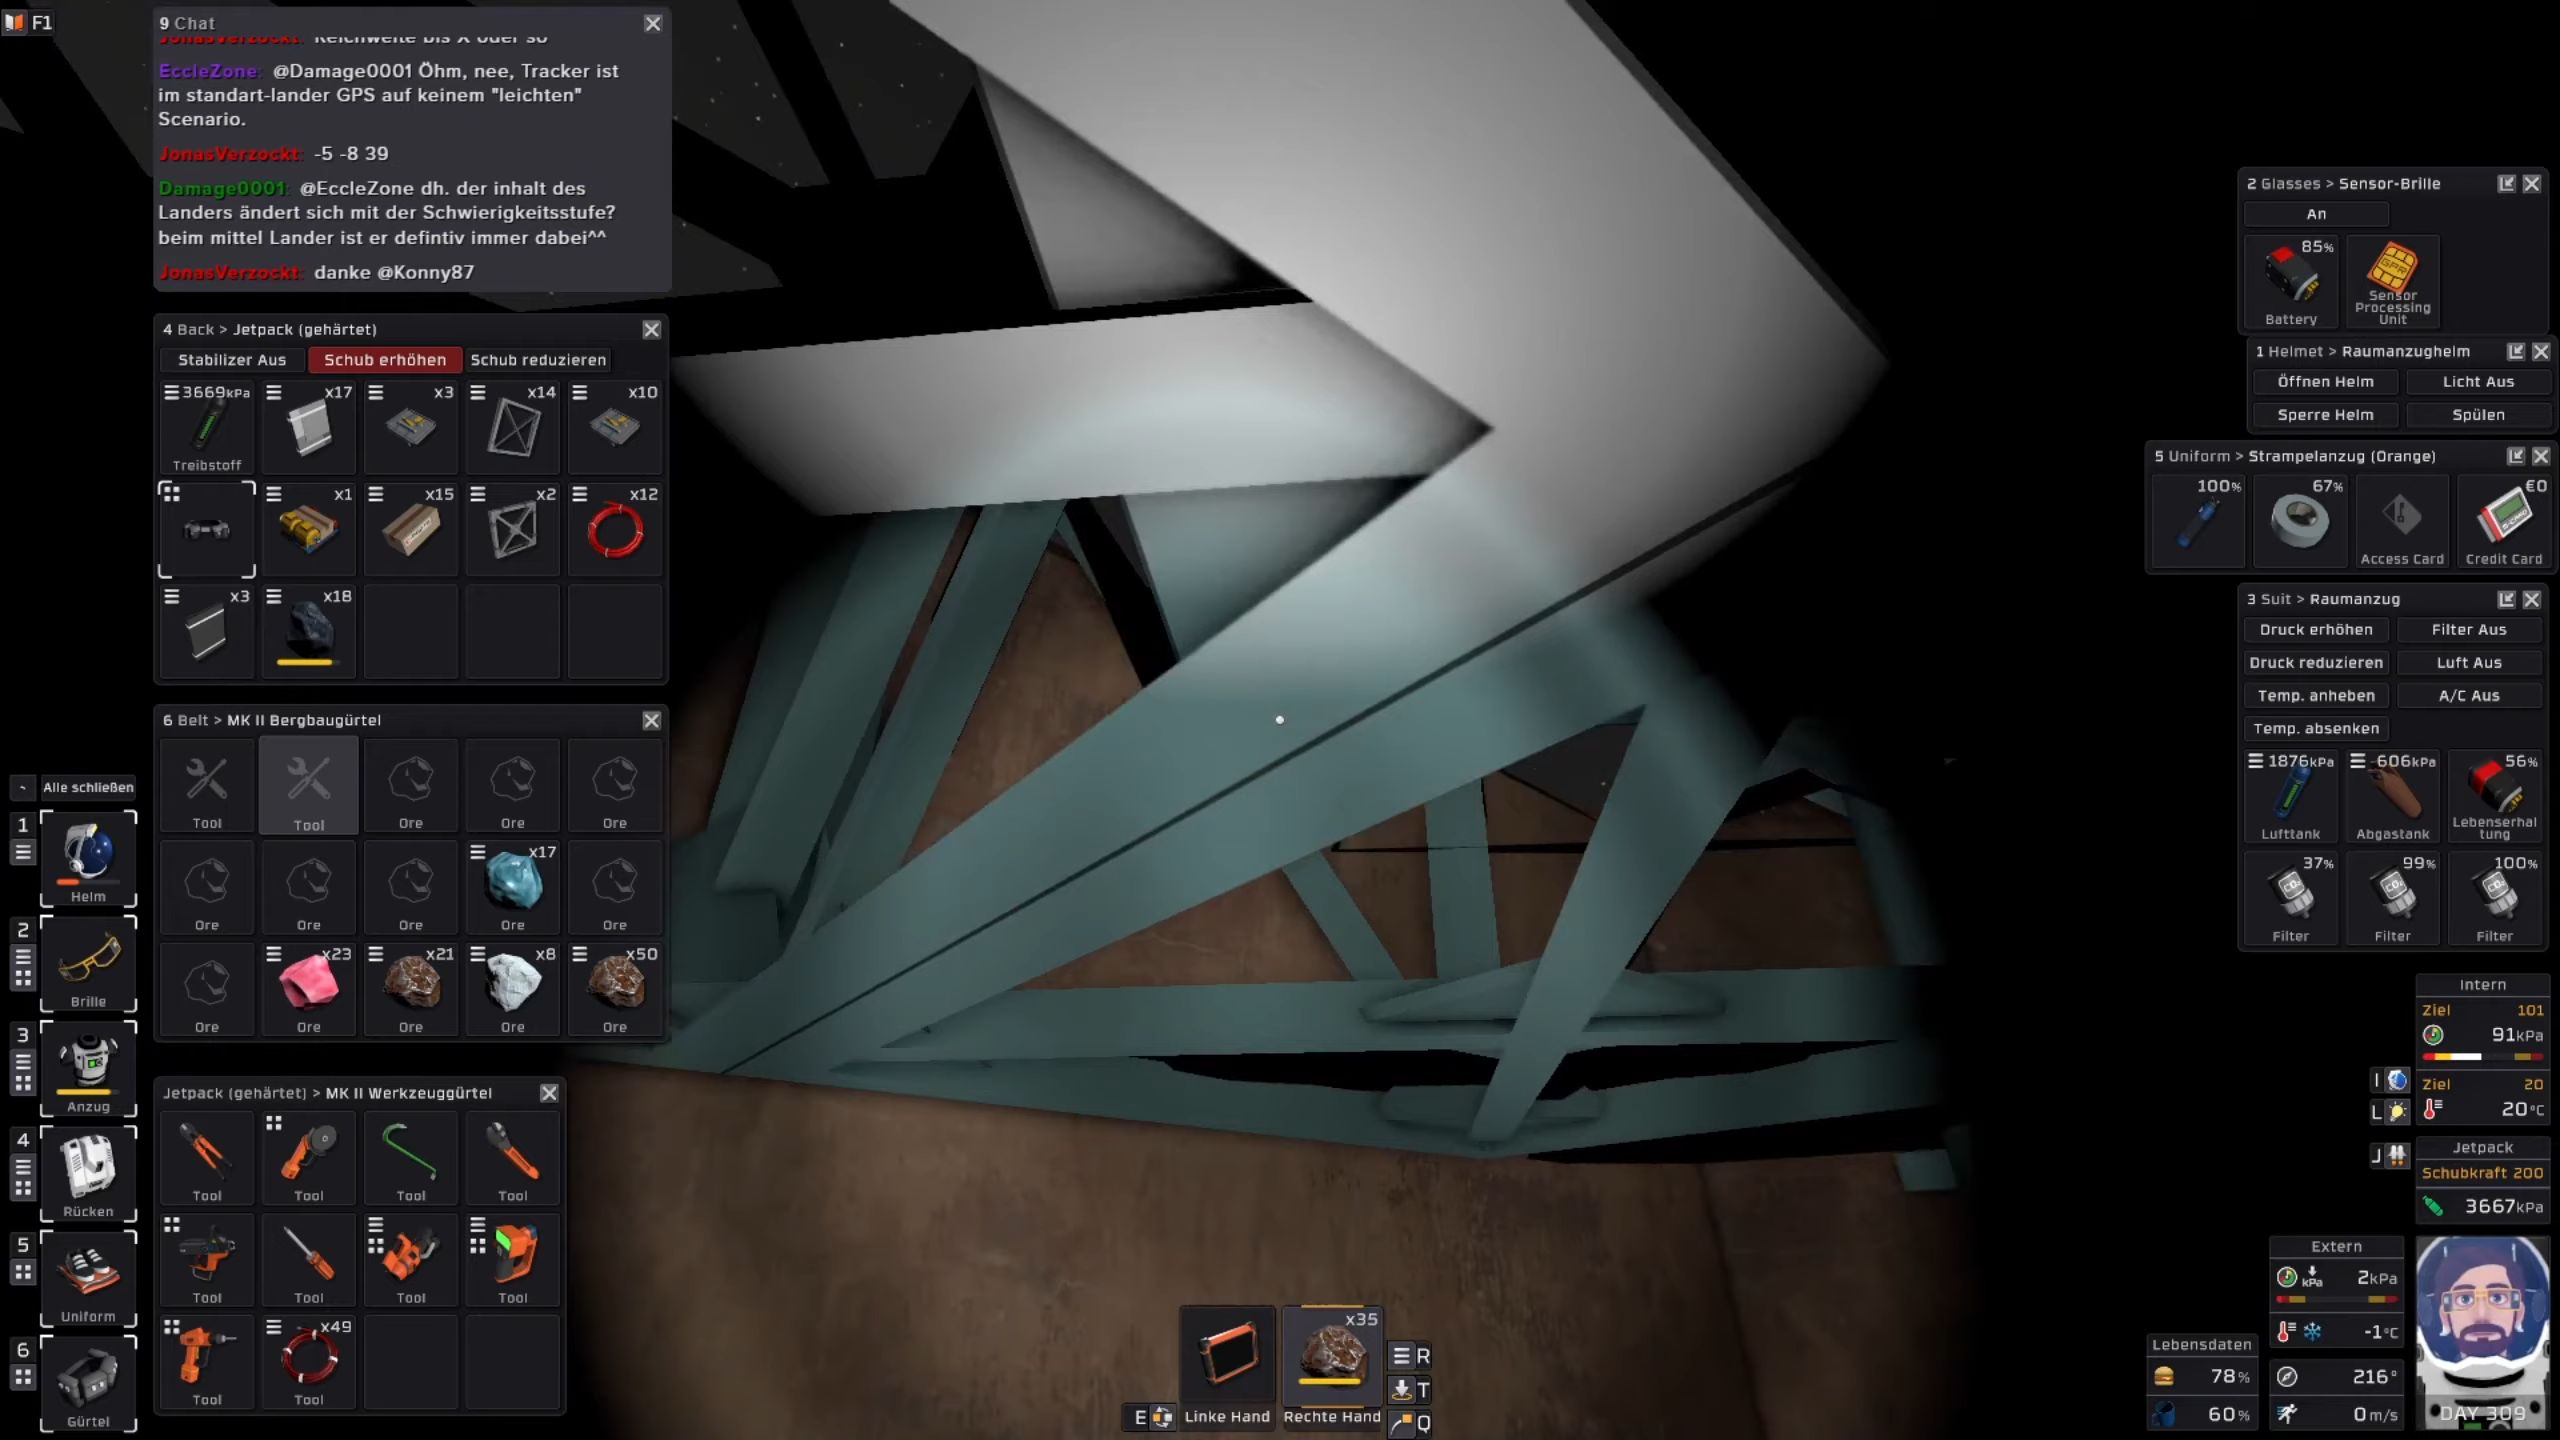 F1
9 Chat
JonasVerzockt: Reichweite bis X oder so
EccleZone: @Damage0001 Öhm, nee, Tracker ist
im standart-lander GPS auf keinem "leichten"
Scenario.
JonasVerzockt: -5 -8 39
Damage0001: @EccleZone dh. der inhalt des
Landers ändert sich mit der Schwierigkeitsstufe?
beim mittel Lander ist er defintiv immer dabei^^
JonasVerzockt: danke @Konny87
4 Back > Jetpack (gehärtet)
Stabilizer Aus
Schub erhöhen
Schub reduzieren
3669kPa
x17
x3
x14
x10
Treibstoff
x1
x15
x2
x12
x3
x18
6 Belt > MK II Bergbaugürtel
Tool
Tool
Ore
Ore
Ore
x17
Ore
Ore
Ore
Ore
Ore
x23
x21
x8
x50
Ore
Ore
Ore
Ore
Ore
Jetpack (gehärtet) > MK II Werkzeuggürtel
Tool
Tool
Tool
Tool
Tool
Tool
Tool
Tool
x49
Tool
Tool
~ Alle schließen
1
Helm
2
Brille
3
Anzug
4
Rücken
5
Uniform
6
Gürtel
2 Glasses > Sensor-Brille
An
85%
GPR
Battery
Sensor
Processing
Unit
1 Helmet > Raumanzughelm
Öffnen Helm
Licht Aus
Sperre Helm
Spülen
5 Uniform > Strampelanzug (Orange)
100%
67%
€0
Access Card
Credit Card
3 Suit > Raumanzug
Druck erhöhen
Filter Aus
Druck reduzieren
Luft Aus
Temp. anheben
A/C Aus
Temp. absenken
1876kPa
606kPa
56%
Lufttank
Abgastank
Lebenserhal
tung
37%
99%
100%
Filter
Filter
Filter
Intern
Ziel 101
91kPa
I
Ziel 20
L
20°C
Jetpack
J
Schubkraft 200
3667kPa
Extern
kPa
2kPa
-1°C
Lebensdaten
78%
216°
60%
0m/s
DAY 309
x35
R
T
E
Linke Hand
Rechte Hand
Q